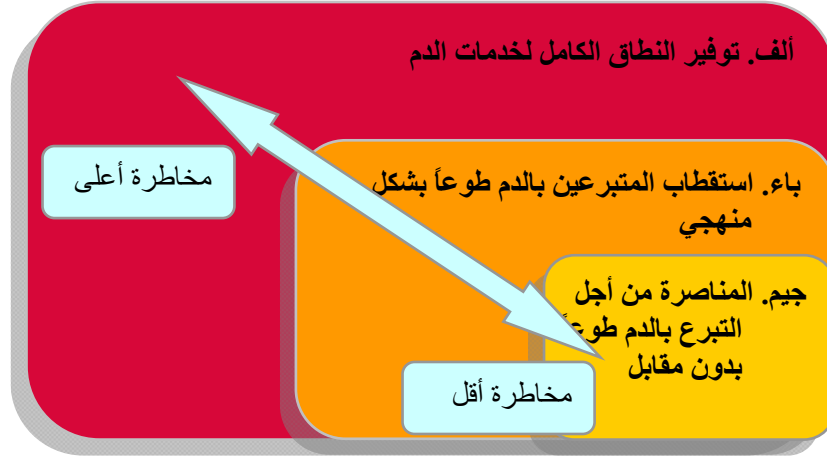 ألف. توفير النطاق الكامل لخدمات الدم
مخاطرة أعلى
باء. استقطاب المتبرعين بالدم طوعاً بشكل
منهجي
جيم. المناصرة من أجل
التبرع بالدم طوعاً
بدون مقابل
مخاطرة أقل